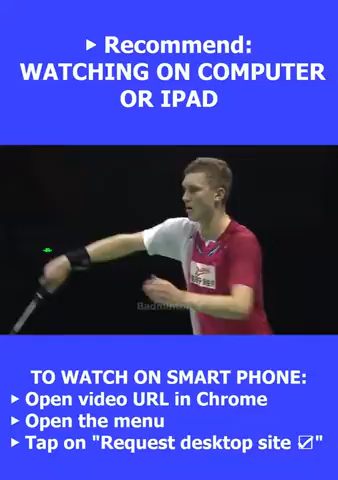 ▶ Recommend:
WATCHING ON COMPUTER
OR IPAD
TO WATCH ON SMART PHONE:
▶ Open video URL in Chrome
▶ Open the menu
▶ Tap on "Request desktop site ☑"